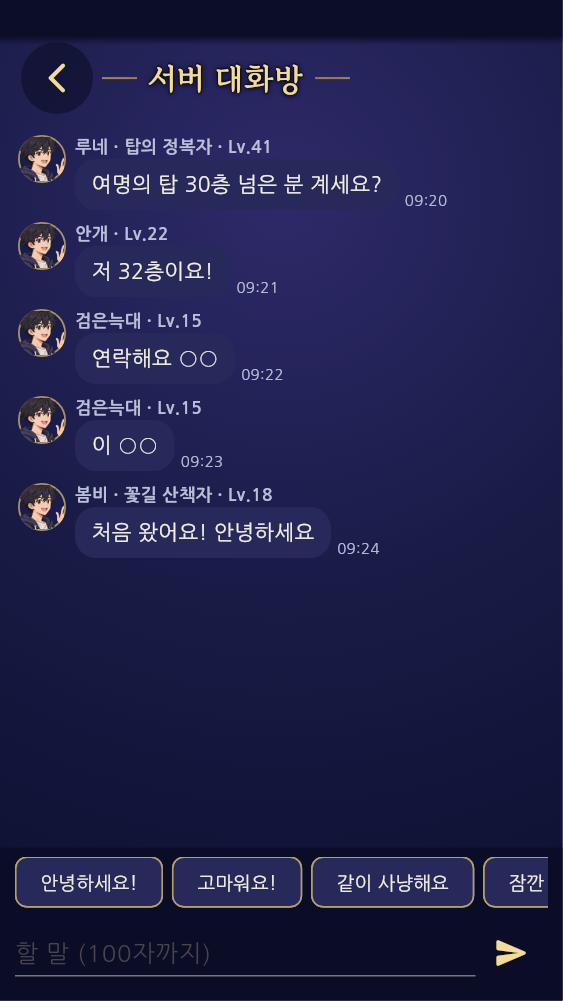 서버 대화방
루네 · 탑의 정복자 · Lv.41
여명의 탑 30층 넘은 분 계세요?
09:20
안개 · Lv.22
저 32층이요!
09:21
검은늑대 · Lv.15
연락해요 ○○
09:22
검은늑대 · Lv.15
이 ○○
09:23
봄비 · 꽃길 산책자 · Lv.18
처음 왔어요! 안녕하세요
09:24
안녕하세요!
고마워요!
같이 사냥해요
잠깐
할 말 (100자까지)